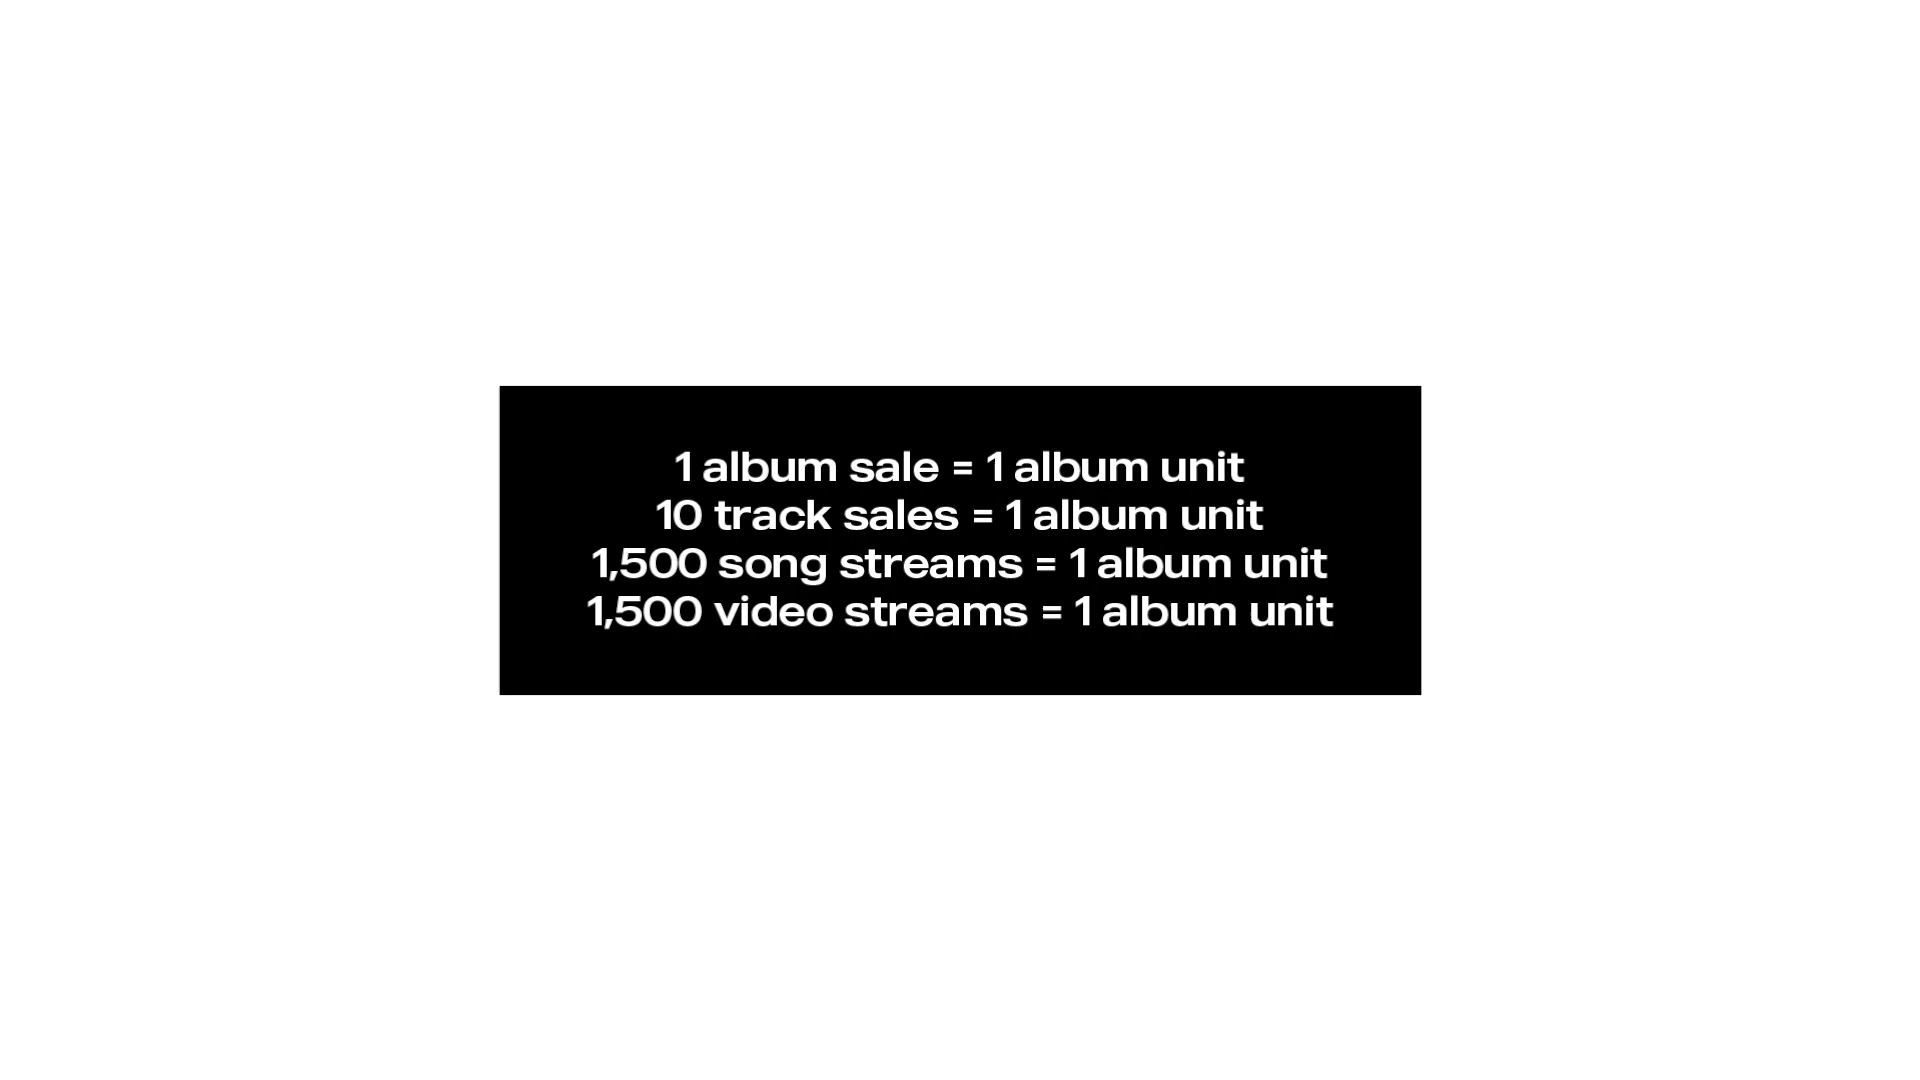 1 album sale = 1 album unit
10 track sales = 1 album unit
1,500 song streams = 1 album unit
1,500 video streams = 1 album unit